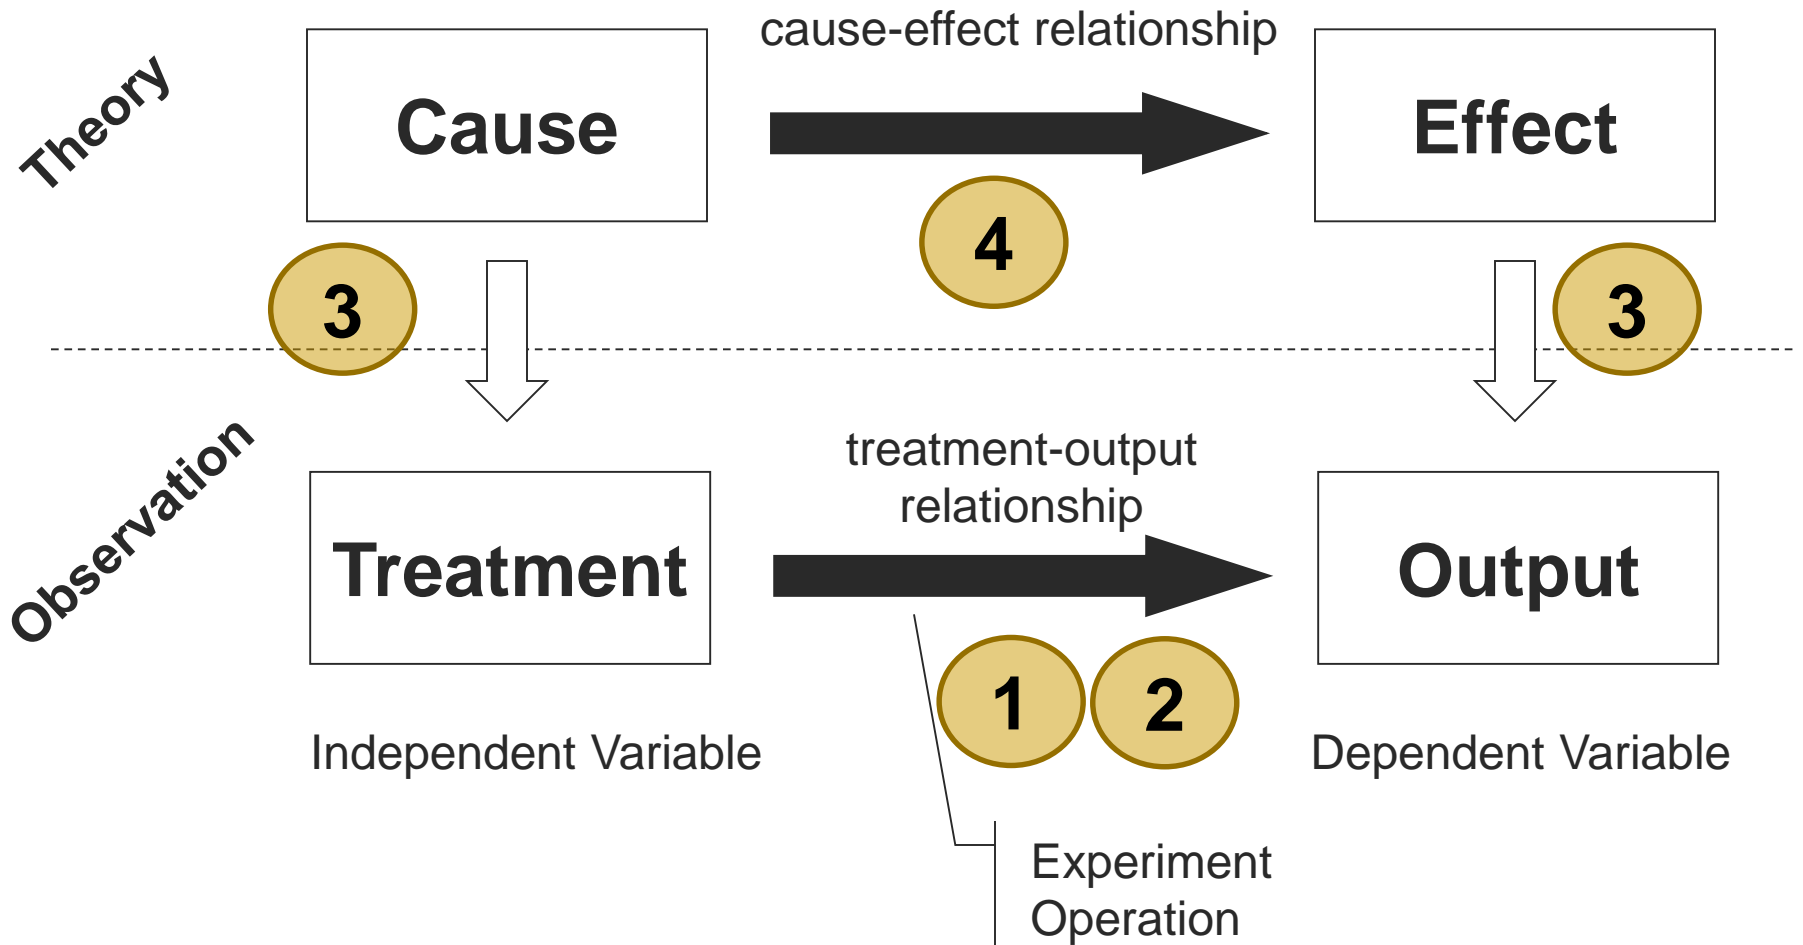 cause-effect relationship
Theory
Cause
Effect
4
3
3
Observation
treatment-output
relationship
Treatment
Output
1
2
Independent Variable
Dependent Variable
Experiment
Operation